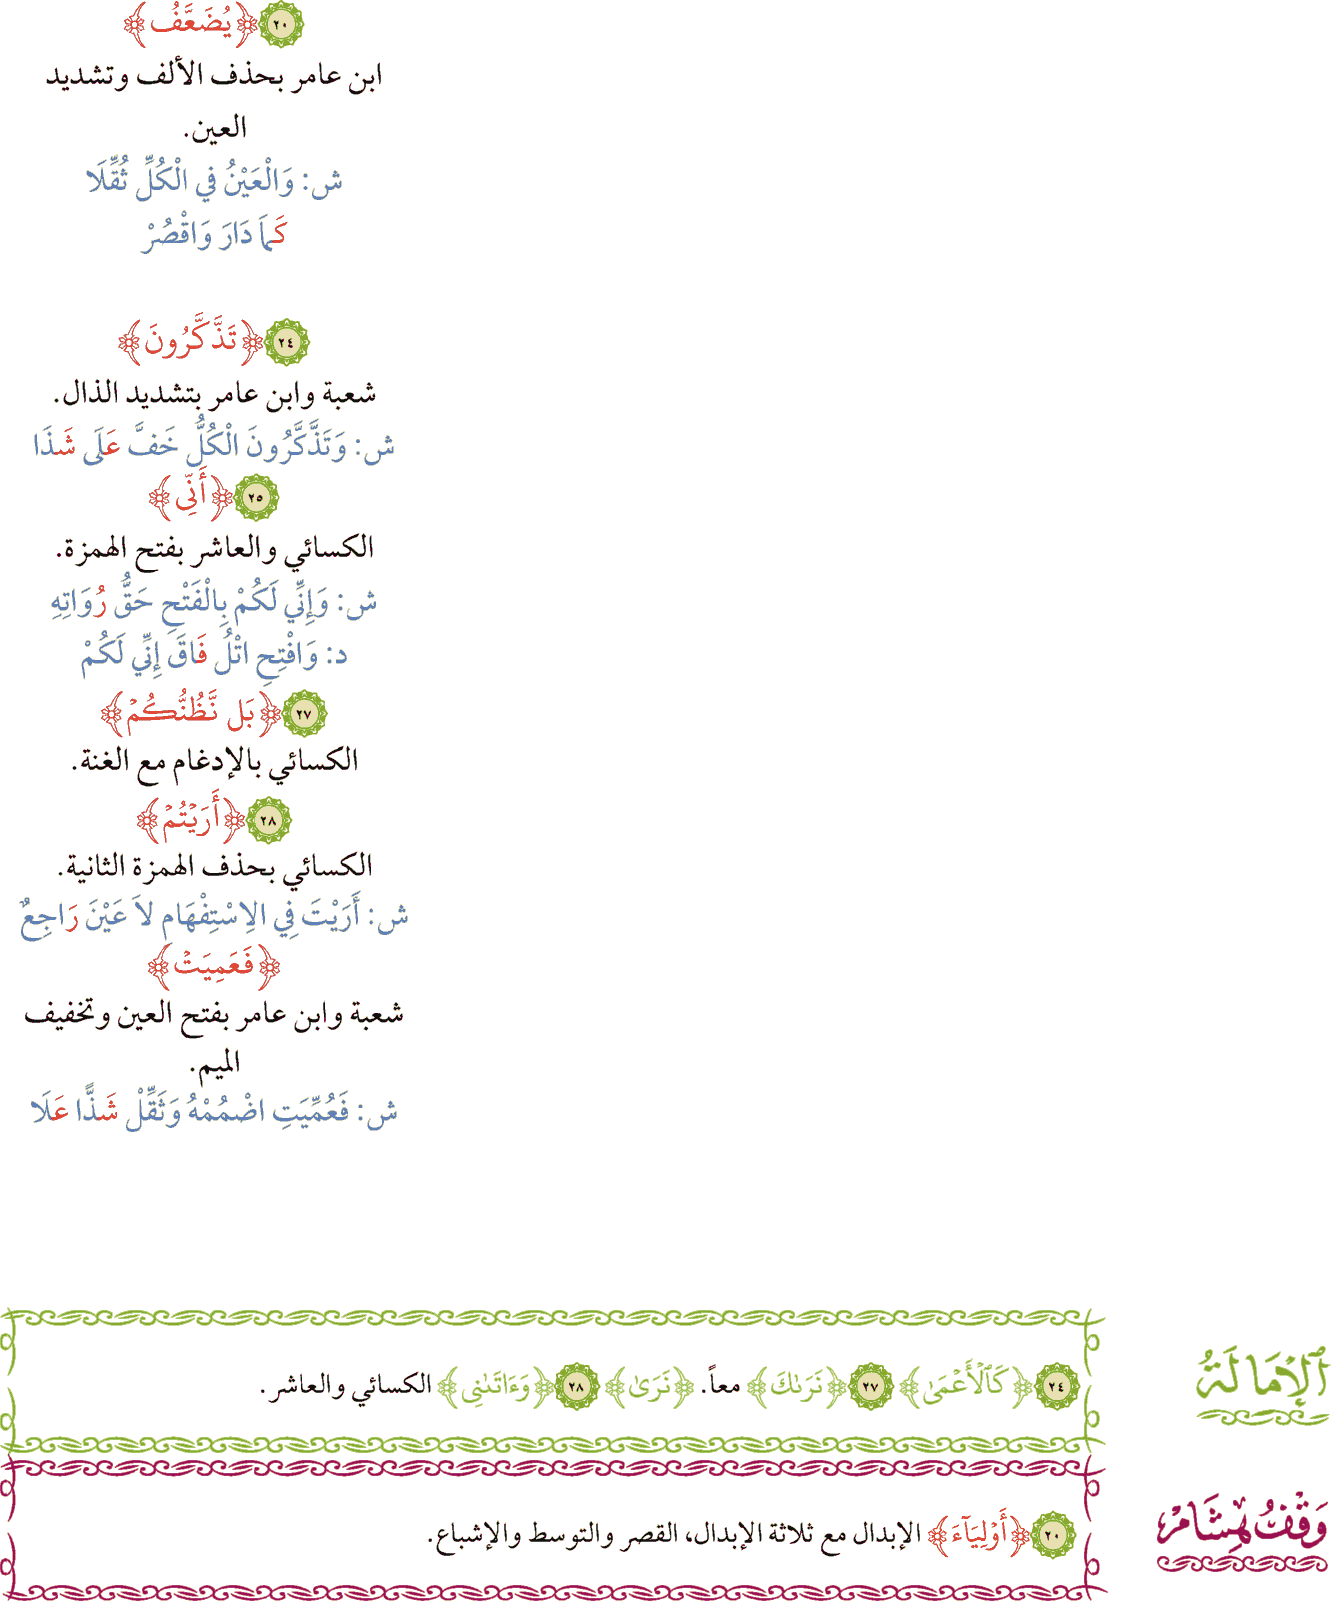 ٢٠ ﴿يُضَعَّفُ﴾
ابن عامر بحذف الألف وتشديد
العين.
ش: وَالْعَيْنُ فِي الْكُلِّ ثُقِّلَا
كَمَا دَارَ وَاقْصُرْ
٢٤ ﴿تَذَّكَّرُونَ﴾
شعبة وابن عامر بتشديد الذال.
ش: وَتَذَّكَّرُونَ الْكُلُّ خَفَّ عَلَى شَذَا
٢٥ ﴿أَنِّي﴾
الكسائي والعاشر بفتح الهمزة.
ش: وَإِنِّي لَكُمْ بِالْفَتْحِ حَقُّ رُوَاتِهِ
د: وَافْتِحِ اتْلُ فَاقَ إِنِّي لَكُمْ
٢٧ ﴿بَل نَّظُنُّكُمْ﴾
الكسائي بالإدغام مع الغنة.
٢٨ ﴿أَرَيْتُمْ﴾
الكسائي بحذف الهمزة الثانية.
ش: أَرَيْتَ فِي الِاسْتِفْهَامِ لاَ عَيْنَ رَاجِعٌ
﴿فَعَمِيَتْ﴾
شعبة وابن عامر بفتح العين وتخفيف
الميم.
ش: فَعُمِّيَتِ اضْمُمْهُ وَثَقِّلْ شَذًّا عَلَا
الإِمَالَةُ
٢٤ ﴿كَٱلْأَعْمَىٰ﴾ ٢٧ ﴿نَرَىٰكَ﴾ معاً. ﴿نَرَىٰ﴾ ٢٨ ﴿وَءَاتَىٰنِي﴾ الكسائي والعاشر.
وَقْفُ هِشَامْ
٢٠ ﴿أَوْلِيَآءَ﴾ الإبدال مع ثلاثة الإبدال، القصر والتوسط والإشباع.